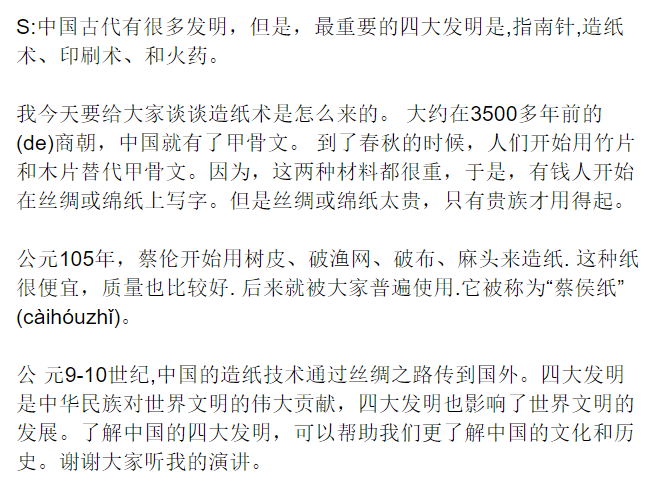 S:中国古代有很多发明，但是，最重要的四大发明是,指南针,造纸
术、印刷术、和火药。
我今天要给大家谈谈造纸术是怎么来的。 大约在3500多年前的
(de)商朝，中国就有了甲骨文。 到了春秋的时候，人们开始用竹片
和木片替代甲骨文。因为，这两种材料都很重，于是，有钱人开始
在丝绸或绵纸上写字。但是丝绸或绵纸太贵，只有贵族才用得起。
公元105年，蔡伦开始用树皮、破渔网、破布、麻头来造纸. 这种纸
很便宜，质量也比较好. 后来就被大家普遍使用.它被称为“蔡侯纸”
(càihóuzhǐ)。
公 元9-10世纪,中国的造纸技术通过丝绸之路传到国外。四大发明
是中华民族对世界文明的伟大贡献，四大发明也影响了世界文明的
发展。了解中国的四大发明，可以帮助我们更了解中国的文化和历
史。谢谢大家听我的演讲。